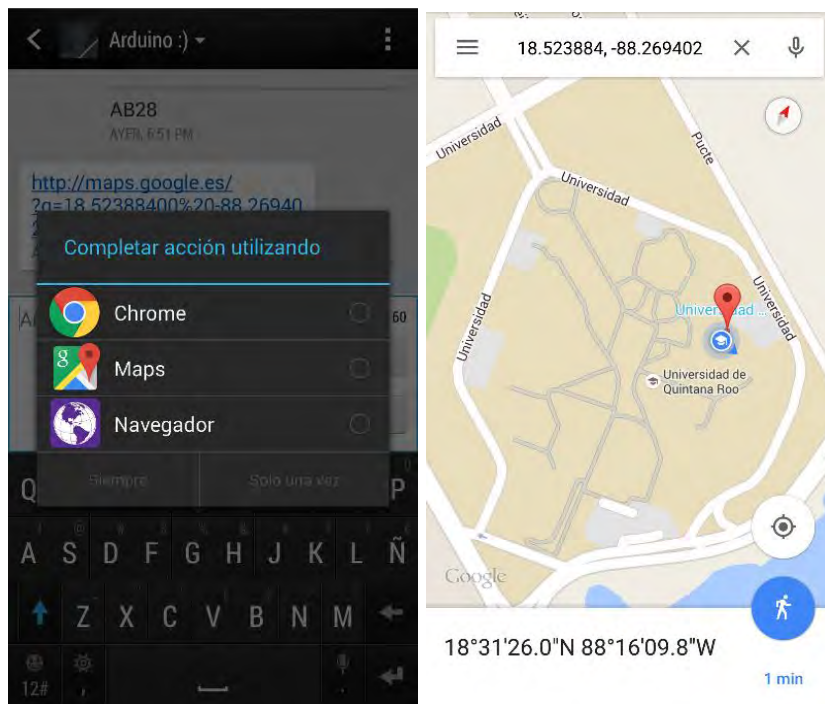 Arduino :)
AB28
AYER, 6:51 PM
http://maps.google.es/
?q=18.52388400%20-88.26940
Completar acción utilizando
60
Chrome
Maps
Navegador
Siempre
Solo una vez
Q
P
A S D F G H J K L Ñ
Z X C V B N M
12# ,
18.523884, -88.269402
Universidad
Pucte
Universidad
Universidad
Universidad
Universidad de
Quintana Roo
Google
18°31'26.0"N 88°16'09.8"W
1 min